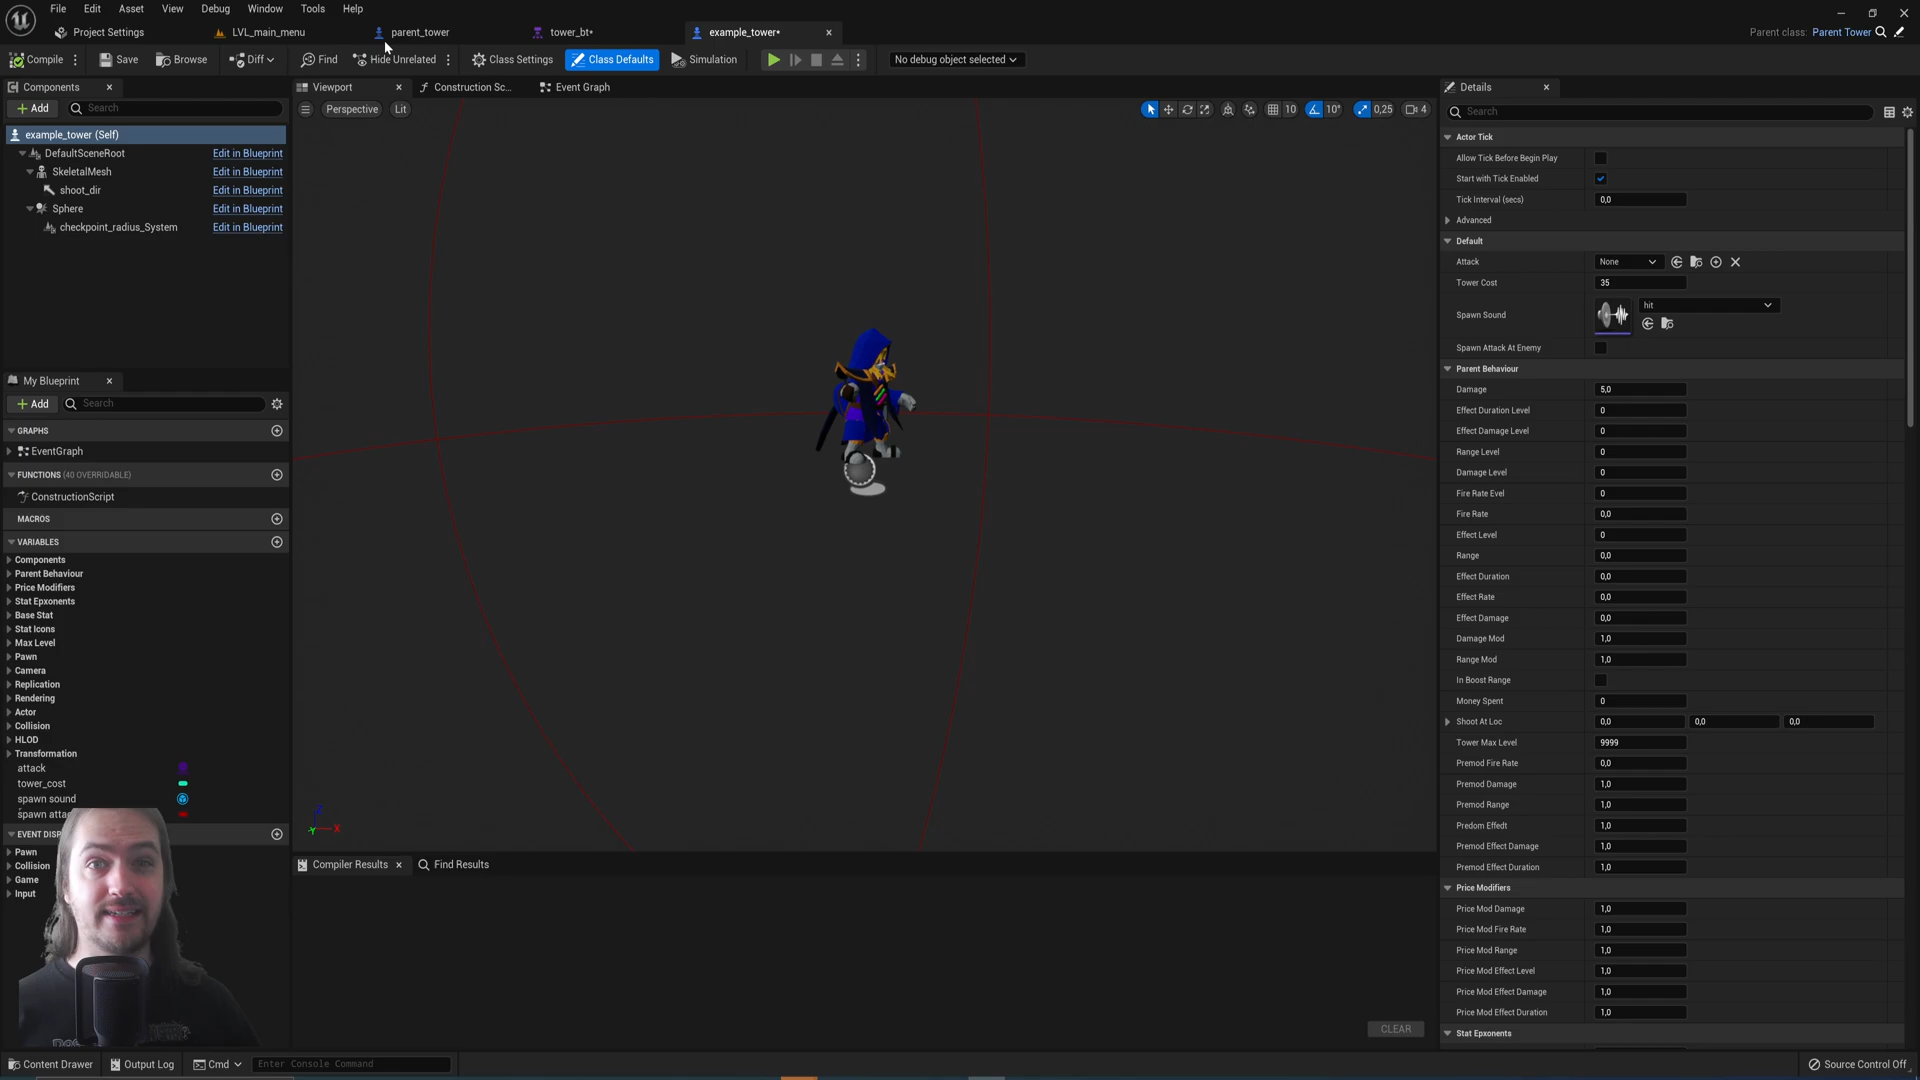 File Edit Asset View Debug Window Tools Help
Project Settings LVL_main_menu parent_tower tower_bt* example_tower* Parent class: Parent Tower
Compile Save Browse Diff Find Hide Unrelated Class Settings Class Defaults Simulation No debug object selected
Components Viewport Construction Sc... Event Graph Details
Add Search Perspective Lit 10 10° 0,25 4 Search
example_tower (Self)
DefaultSceneRoot Edit in Blueprint
SkeletalMesh Edit in Blueprint
shoot_dir Edit in Blueprint
Sphere Edit in Blueprint
checkpoint_radius_System Edit in Blueprint
My Blueprint
Add Search
GRAPHS
EventGraph
FUNCTIONS (40 OVERRIDABLE)
ConstructionScript
MACROS
VARIABLES
Components
Parent Behaviour
Price Modifiers
Stat Epxonents
Base Stat
Stat Icons
Max Level
Pawn
Camera
Replication
Rendering
Actor
Collision
HLOD
Transformation
attack
tower_cost
spawn sound
spawn atta
EVENT DISP
Pawn
Collision
Game
Input
Compiler Results Find Results
CLEAR
Actor Tick
Allow Tick Before Begin Play
Start with Tick Enabled
Tick Interval (secs) 0,0
Advanced
Default
Attack None
Tower Cost 35
Spawn Sound hit
Spawn Attack At Enemy
Parent Behaviour
Damage 5,0
Effect Duration Level 0
Effect Damage Level 0
Range Level 0
Damage Level 0
Fire Rate Evel 0
Fire Rate 0,0
Effect Level 0
Range 0,0
Effect Duration 0,0
Effect Rate 0,0
Effect Damage 0,0
Damage Mod 1,0
Range Mod 1,0
In Boost Range
Money Spent 0
Shoot At Loc 0,0 0,0 0,0
Tower Max Level 9999
Premod Fire Rate 0,0
Premod Damage 1,0
Premod Range 1,0
Predom Effedt 1,0
Premod Effect Damage 1,0
Premod Effect Duration 1,0
Price Modifiers
Price Mod Damage 1,0
Price Mod Fire Rate 1,0
Price Mod Range 1,0
Price Mod Effect Level 1,0
Price Mod Effect Damage 1,0
Price Mod Effect Duration 1,0
Stat Epxonents
Content Drawer Output Log Cmd Enter Console Command Source Control Off